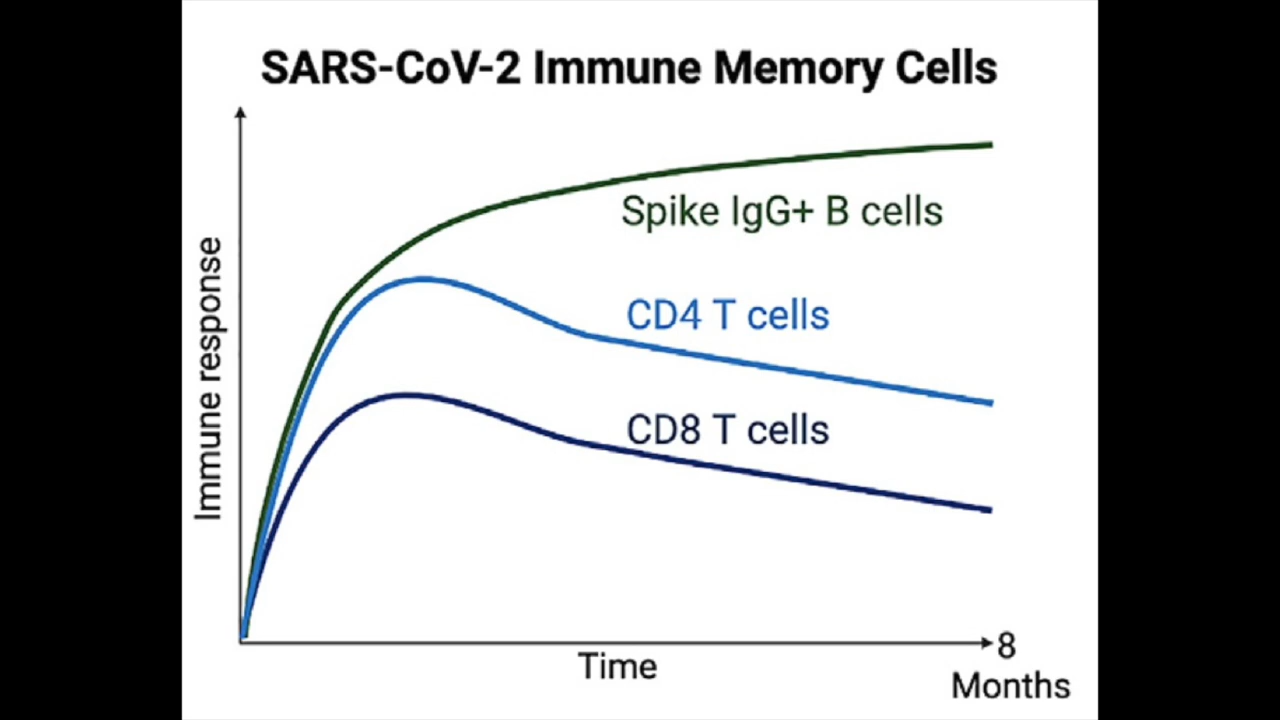 SARS-CoV-2 Immune Memory Cells
Immune response
Spike IgG+ B cells
CD4 T cells
CD8 T cells
Time
8
Months